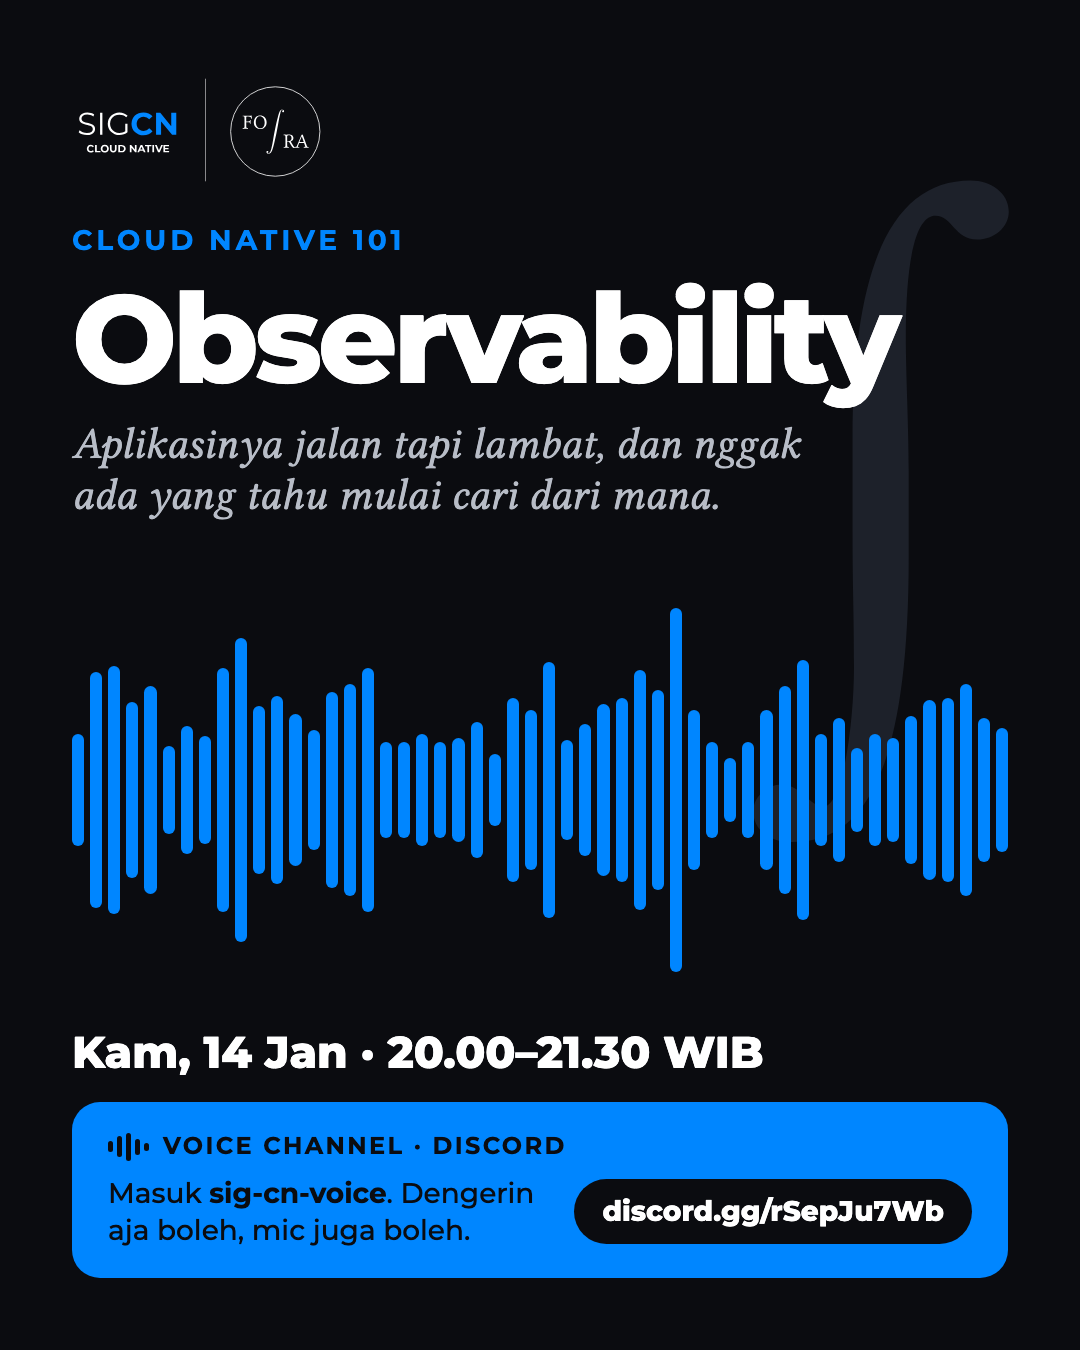 SIGCN
CLOUD NATIVE
FO
RA
CLOUD NATIVE 101
Observability
Aplikasinya jalan tapi lambat, dan nggak
ada yang tahu mulai cari dari mana.
Kam, 14 Jan • 20.00–21.30 WIB
VOICE CHANNEL · DISCORD
Masuk sig-cn-voice. Dengerin
aja boleh, mic juga boleh.
discord.gg/rSepJu7Wb